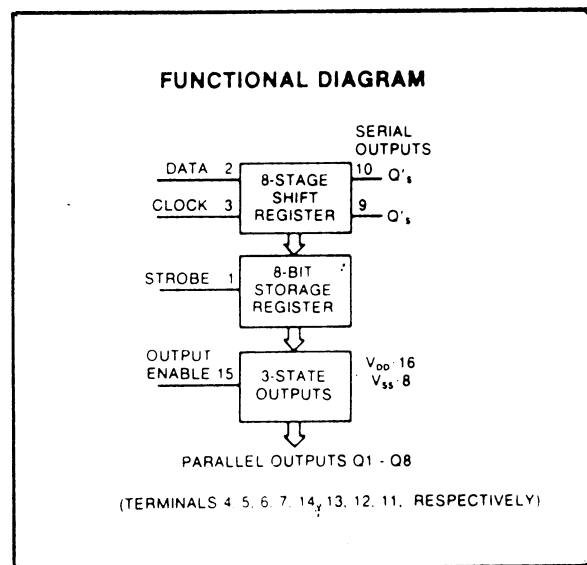 FUNCTIONAL DIAGRAM
SERIAL
OUTPUTS
DATA 2
8-STAGE
SHIFT
REGISTER
10 Q's
CLOCK 3
9 Q's
STROBE 1
8-BIT
STORAGE
REGISTER
OUTPUT
ENABLE 15
3-STATE
OUTPUTS
VDD·16
VSS·8
PARALLEL OUTPUTS Q1 - Q8
(TERMINALS 4, 5, 6, 7, 14, 13, 12, 11, RESPECTIVELY)